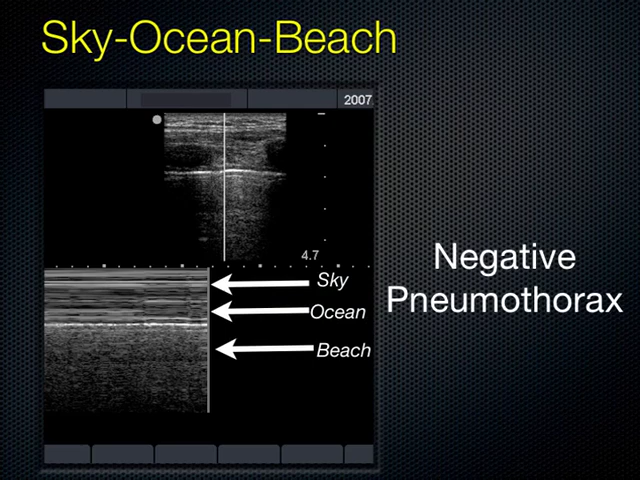 Sky-Ocean-Beach
2007
4.7
Sky
Ocean
Beach
Negative
Pneumothorax